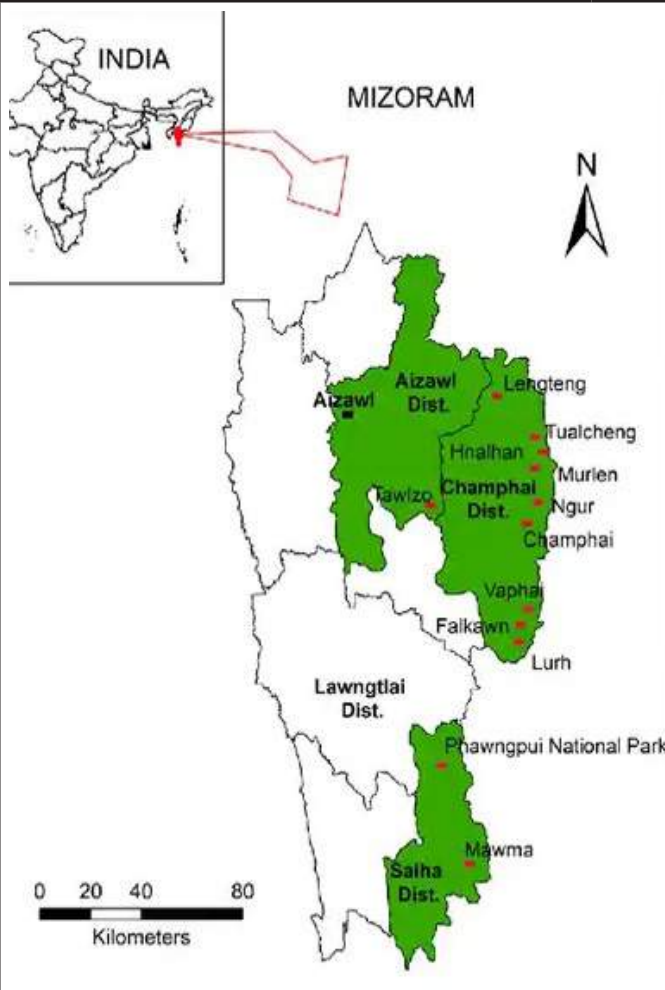 INDIA
MIZORAM
N
Lengteng
Aizawl
Dist.
Aizawl
Tualcheng
Hnalhan
Murlen
Champhai
Dist.
Tawizo
Ngur
Champhai
Vaphai
Falkawn
Lurh
Lawngtlai
Dist.
Phawngpui National Park
Mawma
Saiha
Dist.
0 20 40 80
Kilometers